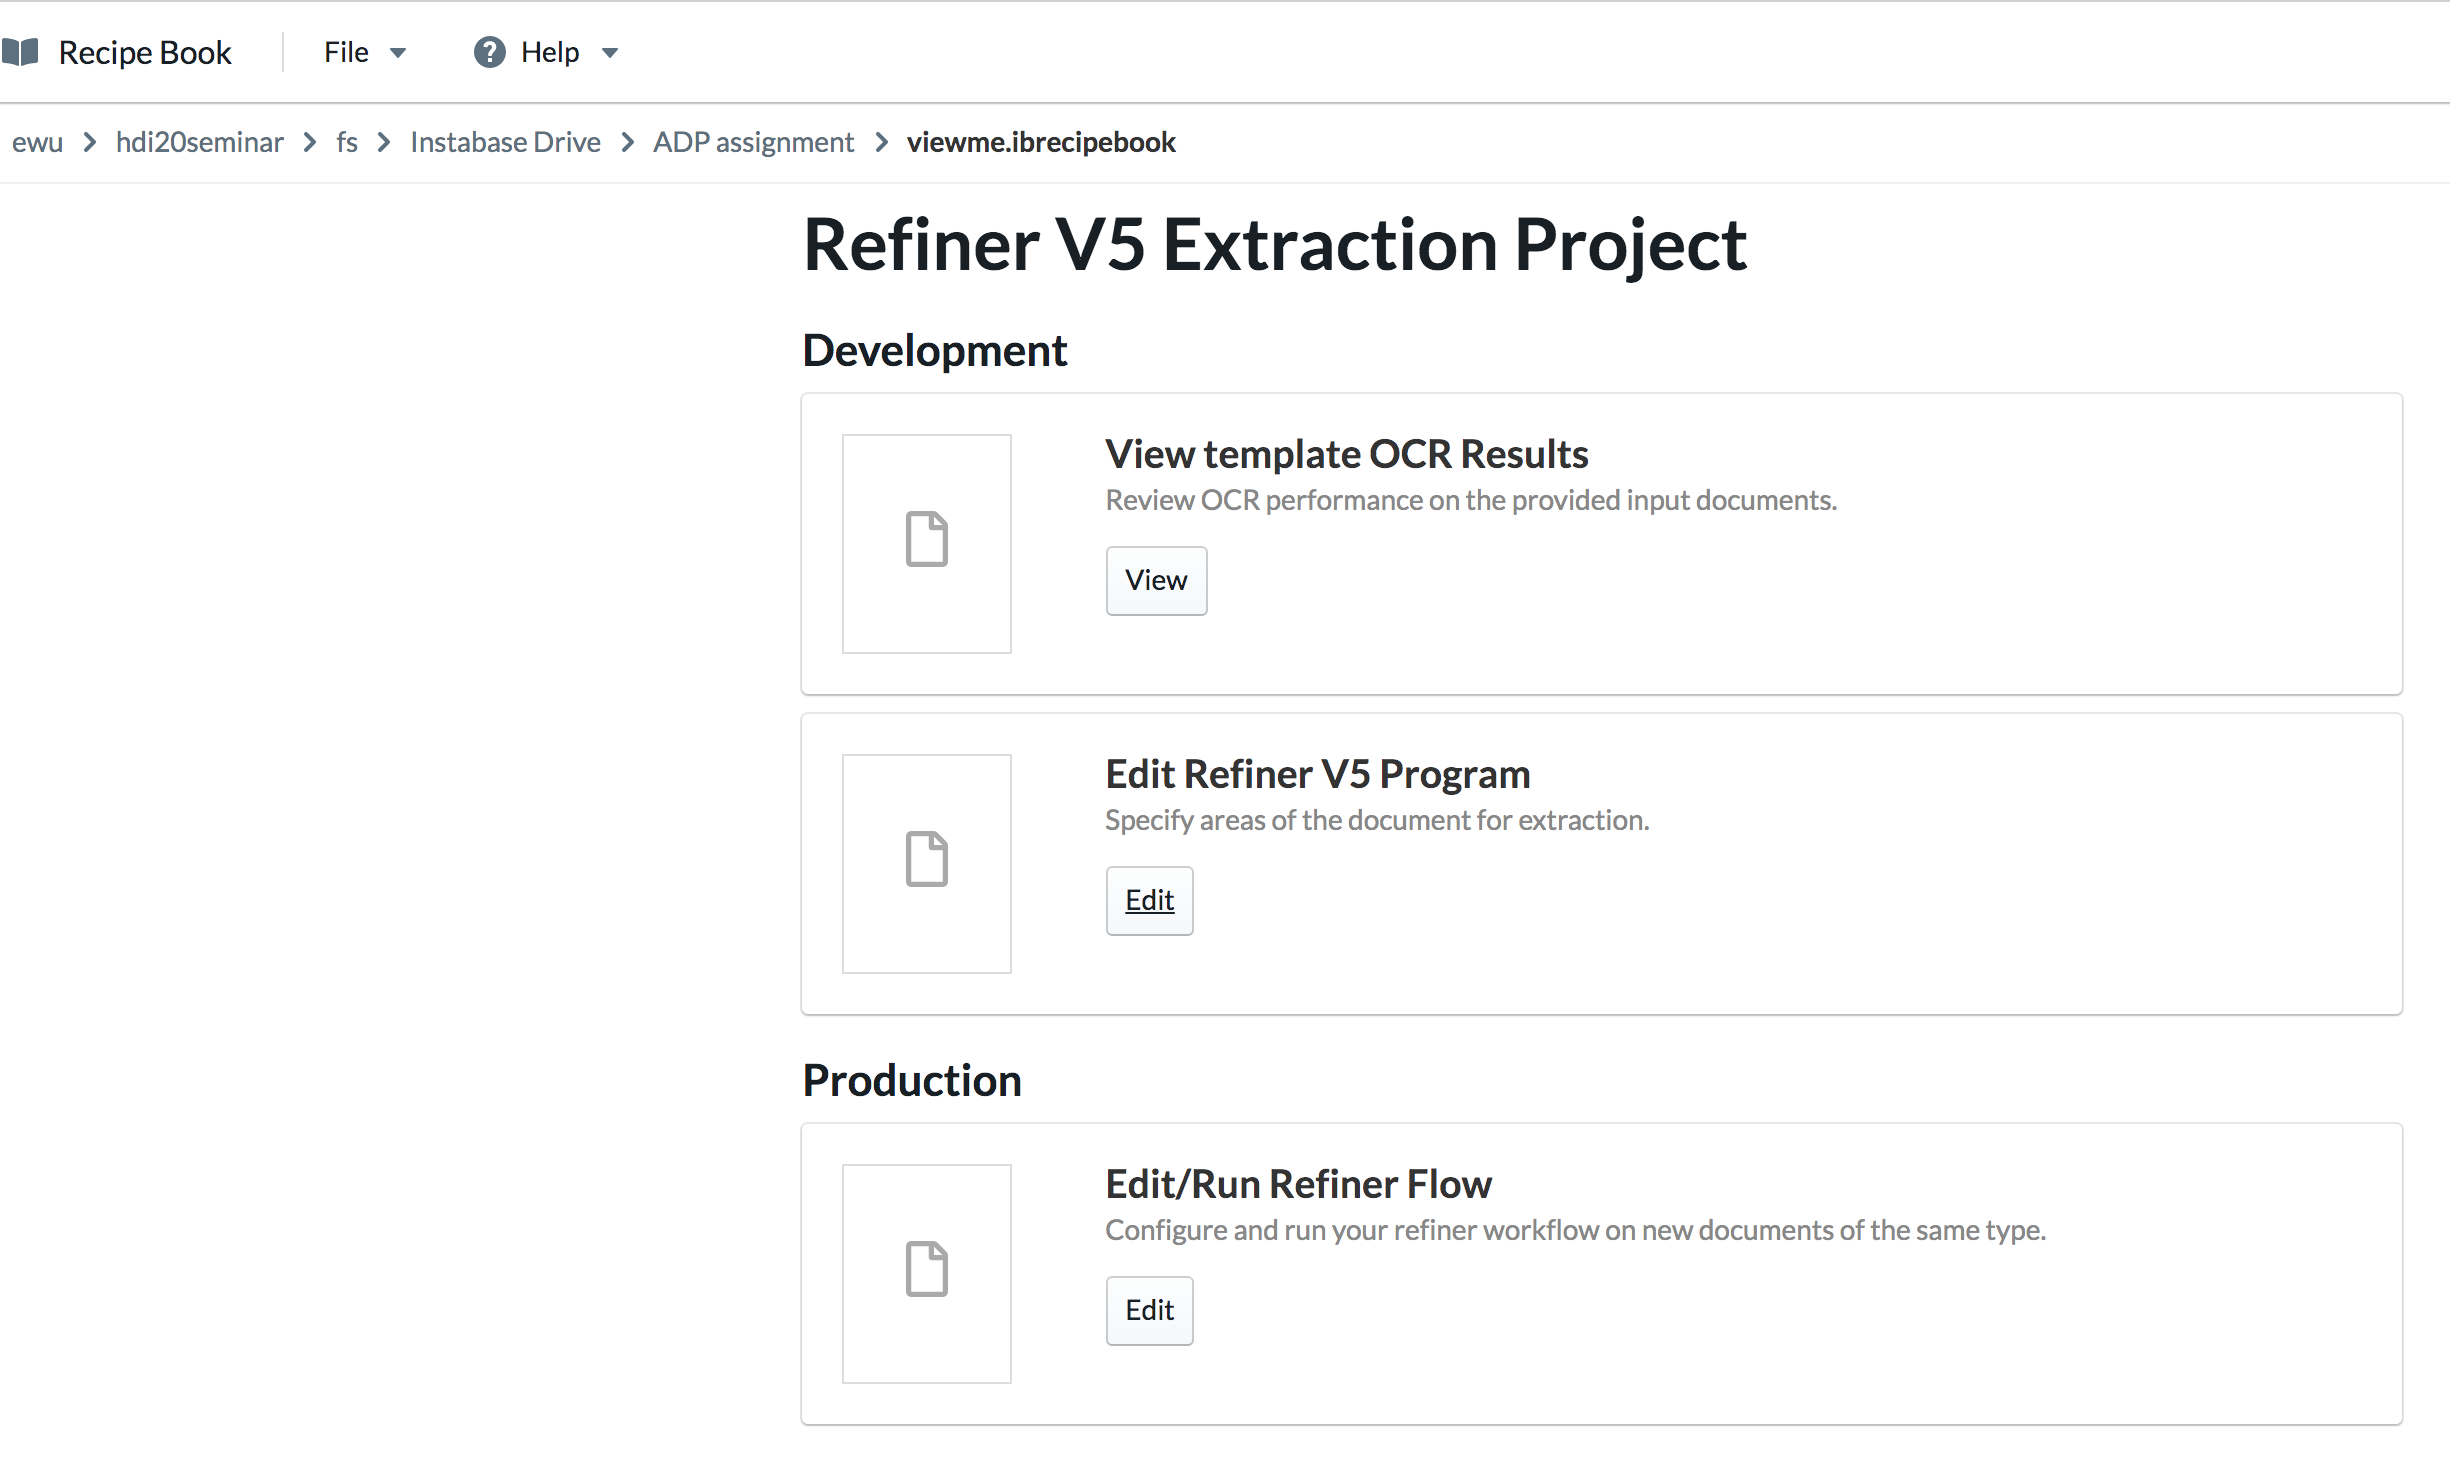 Recipe Book File Help
ewu hdi20seminar fs Instabase Drive ADP assignment viewme.ibrecipebook
Refiner V5 Extraction Project
Development
View template OCR Results
Review OCR performance on the provided input documents.
View
Edit Refiner V5 Program
Specify areas of the document for extraction.
Edit
Production
Edit/Run Refiner Flow
Configure and run your refiner workflow on new documents of the same type.
Edit